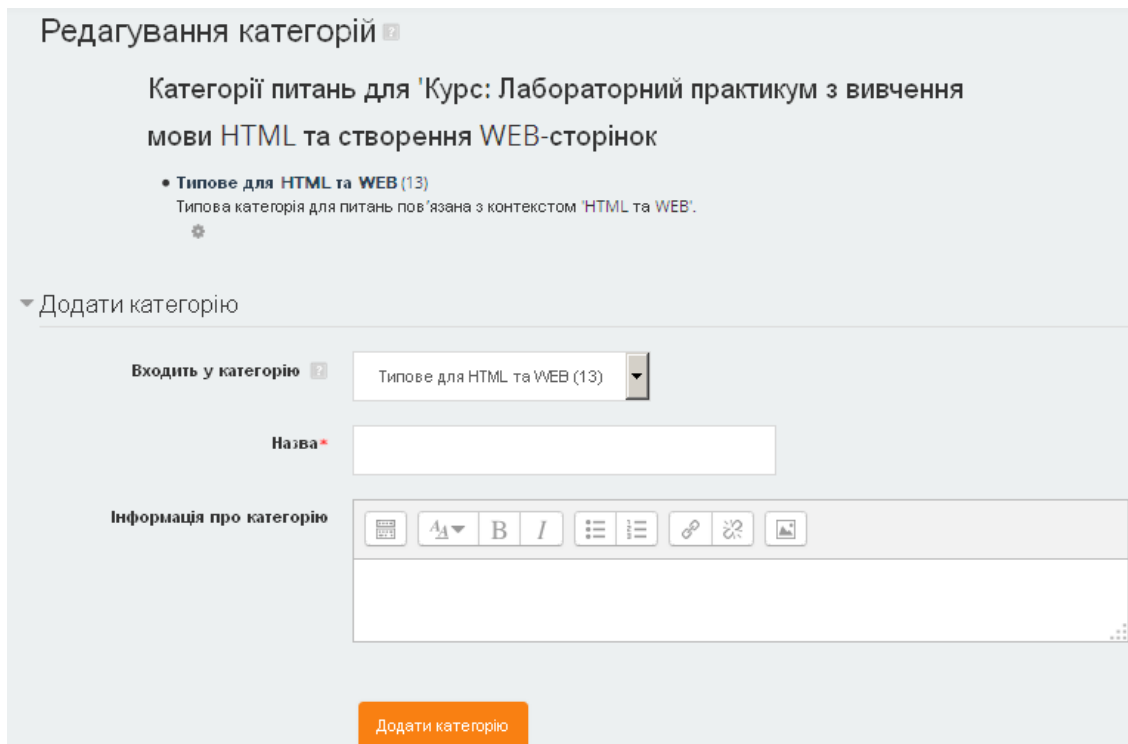 Редагування категорій
Категорії питань для 'Курс: Лабораторний практикум з вивчення
мови HTML та створення WEB-сторінок
• Типове для HTML та WEB (13)
Типова категорія для питань пов'язана з контекстом 'HTML та WEB'.
Додати категорію
Входить у категорію
Типове для HTML та WEB (13)
Назва*
Інформація про категорію
Додати категорію